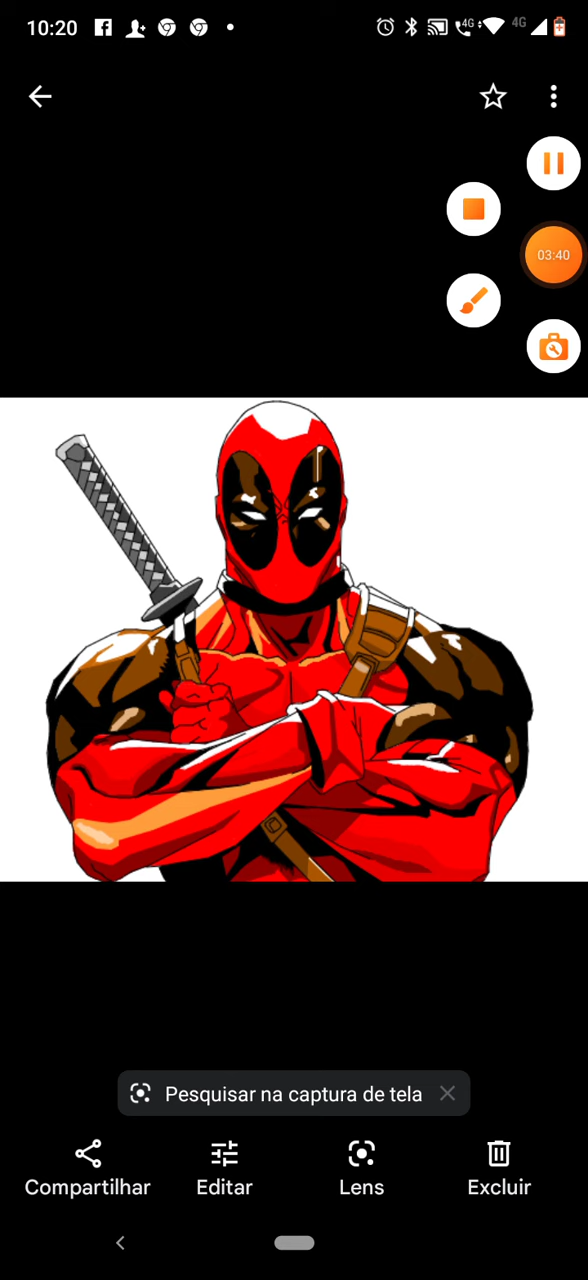 10:20
4G
4G
03:40
Pesquisar na captura de tela
Compartilhar
Editar
Lens
Excluir